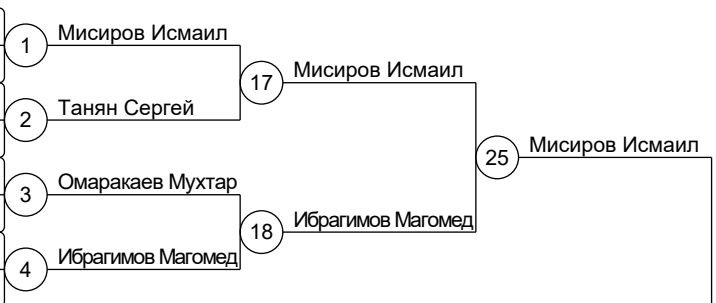 1
Мисиров Исмаил
17
Мисиров Исмаил
2
Танян Сергей
25
Мисиров Исмаил
3
Омаракаев Мухтар
18
Ибрагимов Магомед
4
Ибрагимов Магомед